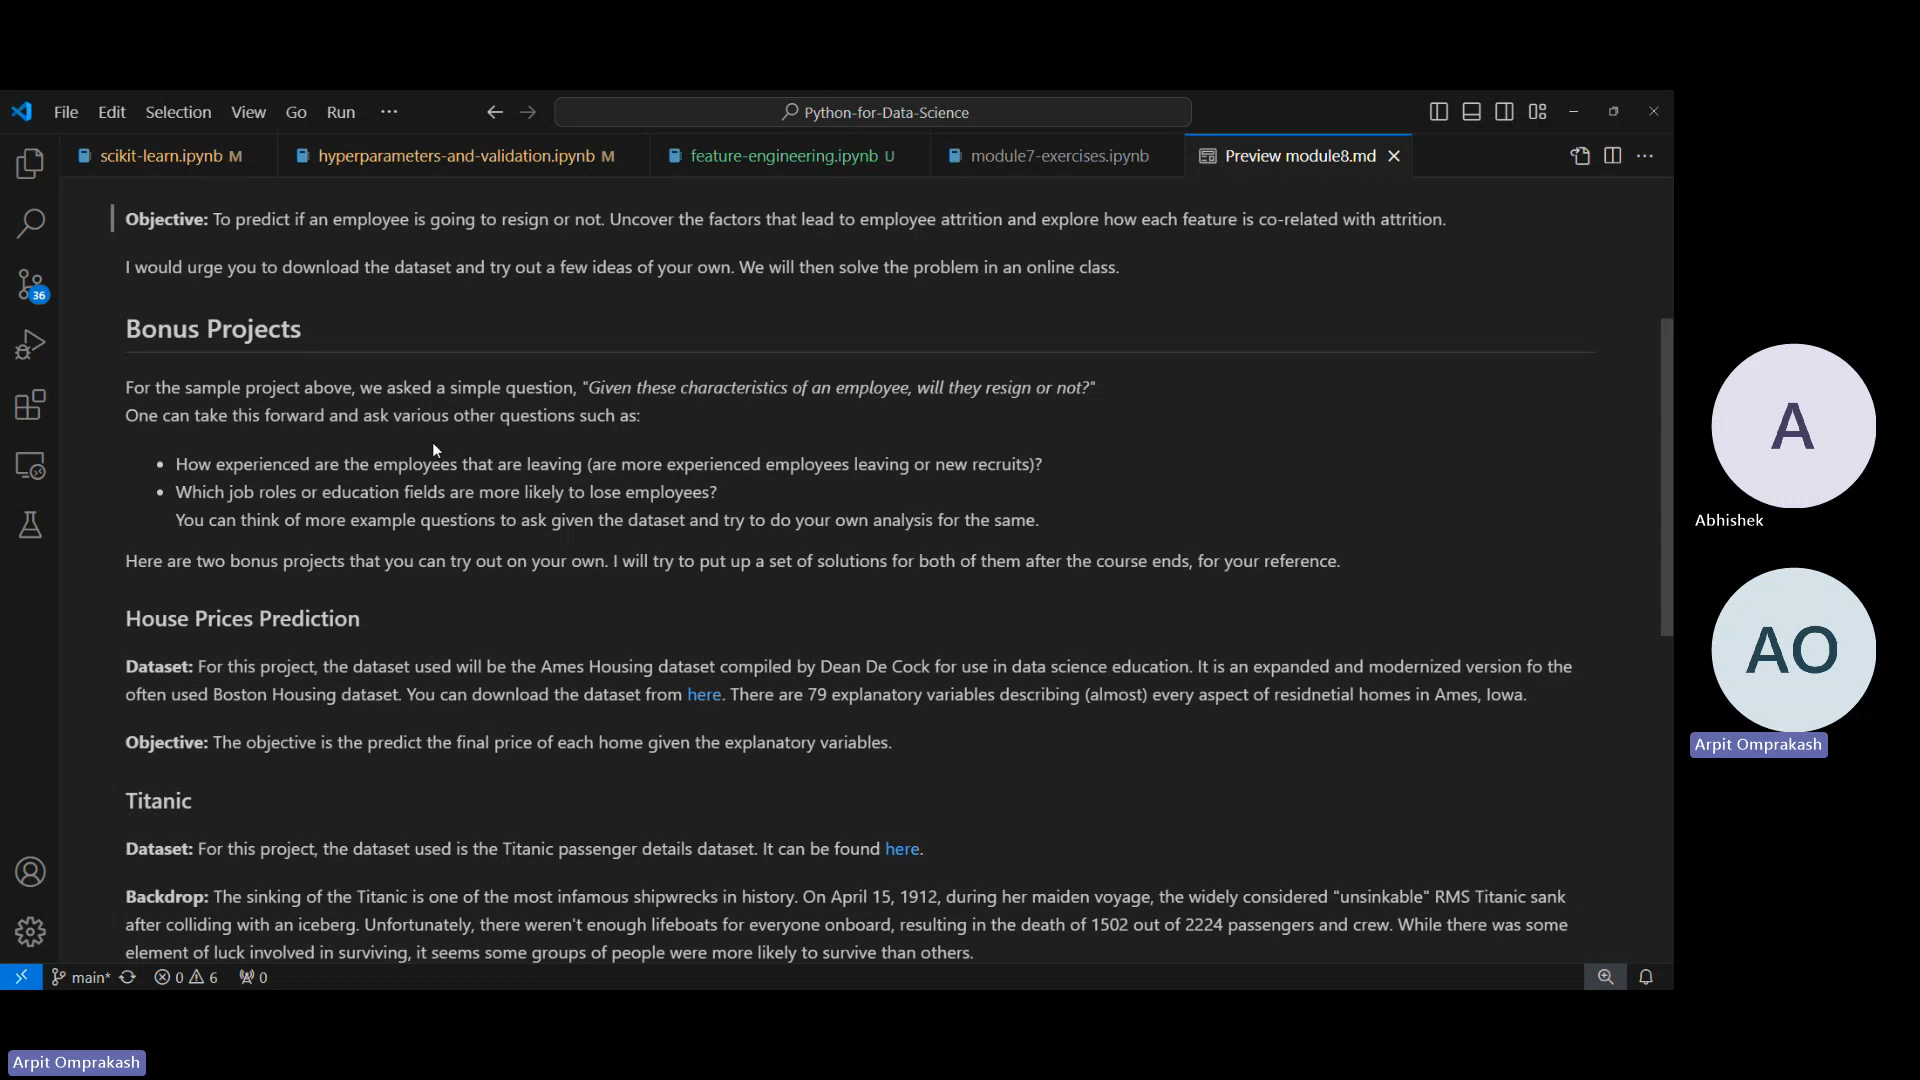 File Edit Selection View Go Run ··· Python-for-Data-Science
scikit-learn.ipynb M hyperparameters-and-validation.ipynb M feature-engineering.ipynb U module7-exercises.ipynb Preview module8.md
Objective: To predict if an employee is going to resign or not. Uncover the factors that lead to employee attrition and explore how each feature is co-related with attrition.
I would urge you to download the dataset and try out a few ideas of your own. We will then solve the problem in an online class.
36
Bonus Projects
For the sample project above, we asked a simple question, "Given these characteristics of an employee, will they resign or not?"
One can take this forward and ask various other questions such as:
• How experienced are the employees that are leaving (are more experienced employees leaving or new recruits)?
• Which job roles or education fields are more likely to lose employees?
You can think of more example questions to ask given the dataset and try to do your own analysis for the same.
Here are two bonus projects that you can try out on your own. I will try to put up a set of solutions for both of them after the course ends, for your reference.
House Prices Prediction
Dataset: For this project, the dataset used will be the Ames Housing dataset compiled by Dean De Cock for use in data science education. It is an expanded and modernized version fo the
often used Boston Housing dataset. You can download the dataset from here. There are 79 explanatory variables describing (almost) every aspect of residnetial homes in Ames, Iowa.
Objective: The objective is the predict the final price of each home given the explanatory variables.
Titanic
Dataset: For this project, the dataset used is the Titanic passenger details dataset. It can be found here.
Backdrop: The sinking of the Titanic is one of the most infamous shipwrecks in history. On April 15, 1912, during her maiden voyage, the widely considered "unsinkable" RMS Titanic sank
after colliding with an iceberg. Unfortunately, there weren't enough lifeboats for everyone onboard, resulting in the death of 1502 out of 2224 passengers and crew. While there was some
element of luck involved in surviving, it seems some groups of people were more likely to survive than others.
main* 0 6 0
A
Abhishek
AO
Arpit Omprakash
Arpit Omprakash